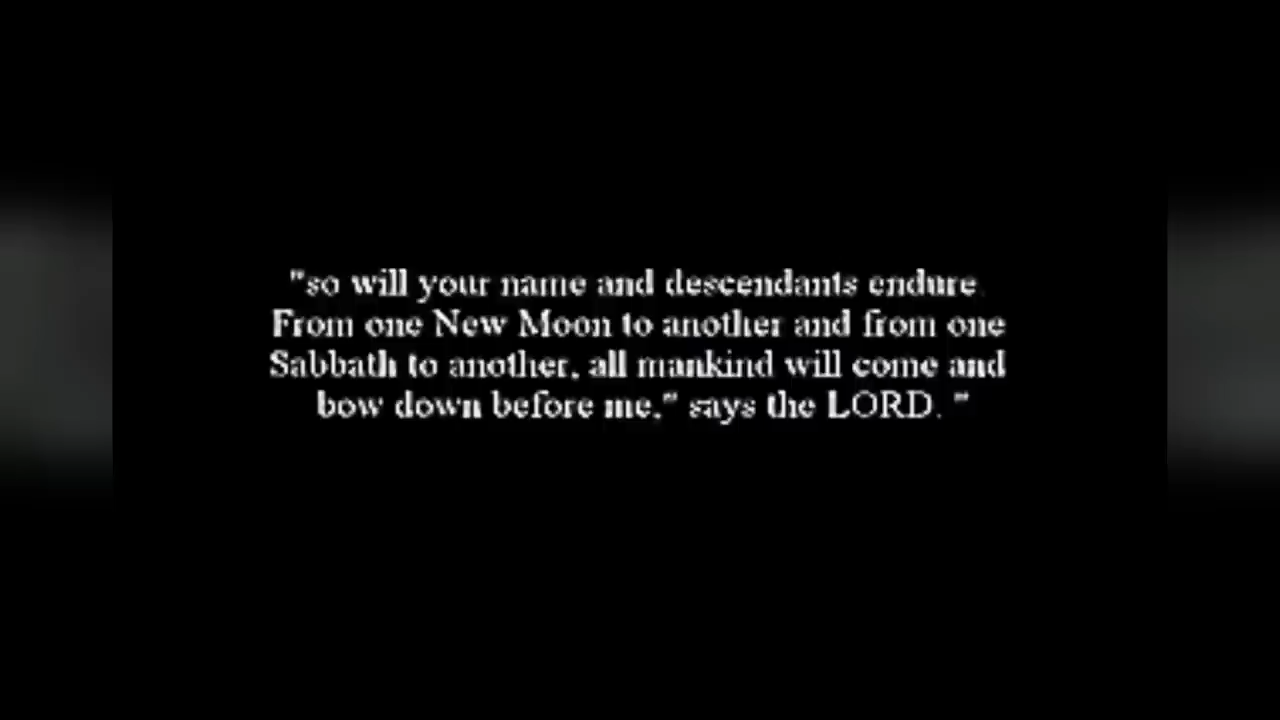 "so will your name and descendants endure.
From one New Moon to another and from one
Sabbath to another, all mankind will come and
bow down before me," says the LORD. "